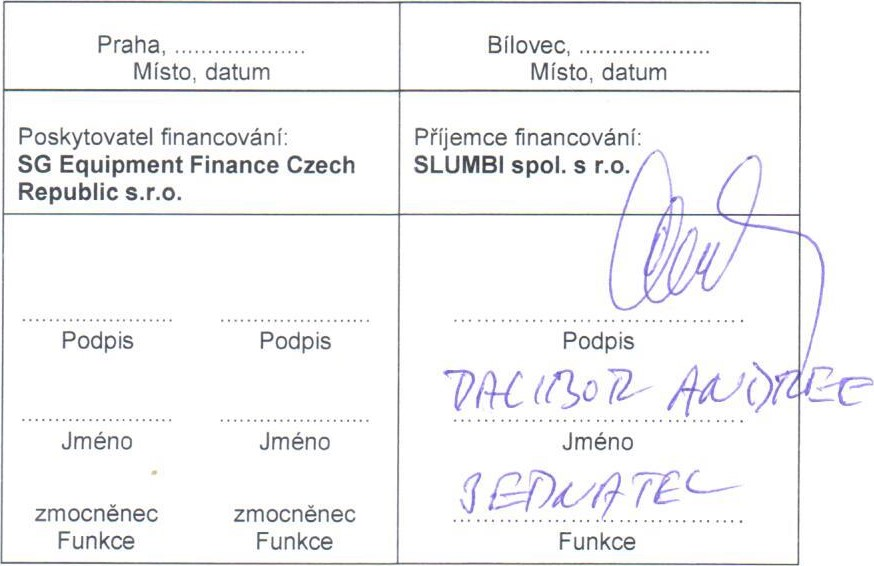 Praha, ....................
Místo, datum
Bílovec, ....................
Místo, datum
Poskytovatel financování:
SG Equipment Finance Czech
Republic s.r.o.
Příjemce financování:
SLUMBI spol. s r.o.
Podpis
Podpis
Podpis
DALIBOR ANDREE
Jméno
Jméno
Jméno
JEDNATEL
zmocněnec
zmocněnec
Funkce
Funkce
Funkce